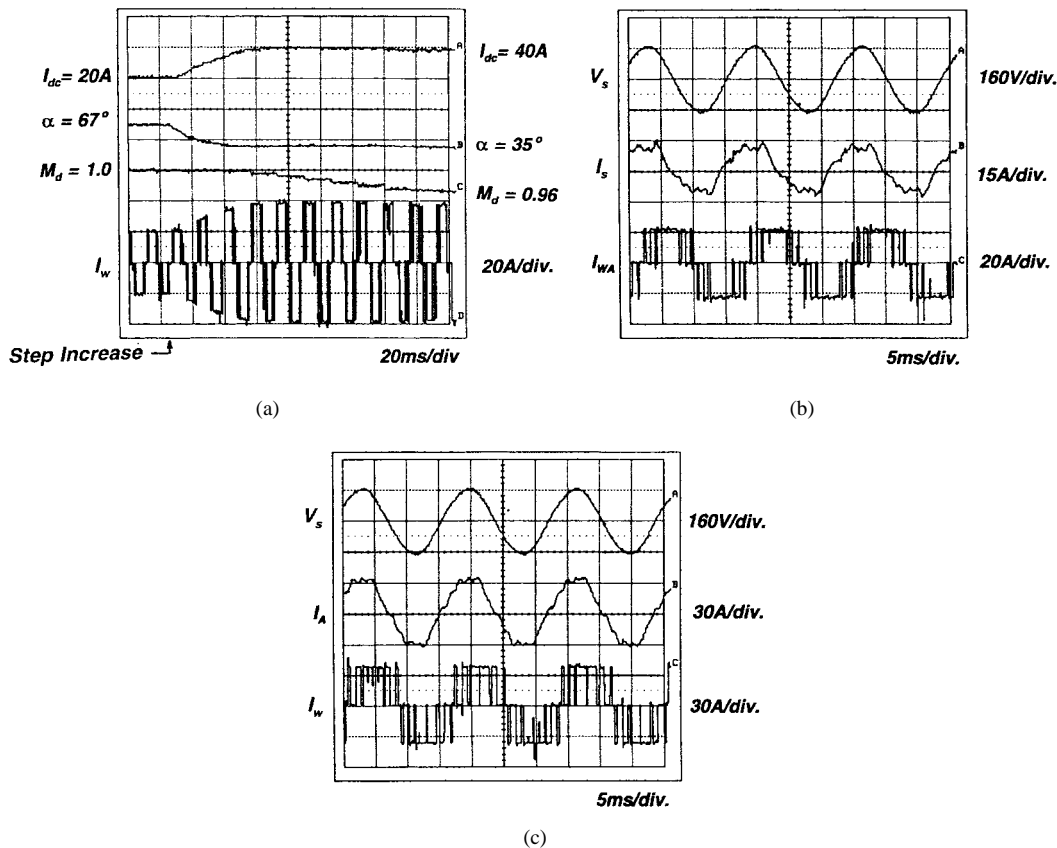 A
I_dc = 20A
I_dc = 40A
α = 67°
B
α = 35°
M_d = 1.0
C
M_d = 0.96
I_w
20A/div.
D
Step Increase
20ms/div
(a)
A
V_s
160V/div.
B
I_s
15A/div.
C
I_WA
20A/div.
5ms/div.
(b)
A
V_s
160V/div.
B
I_A
30A/div.
C
I_w
30A/div.
5ms/div.
(c)